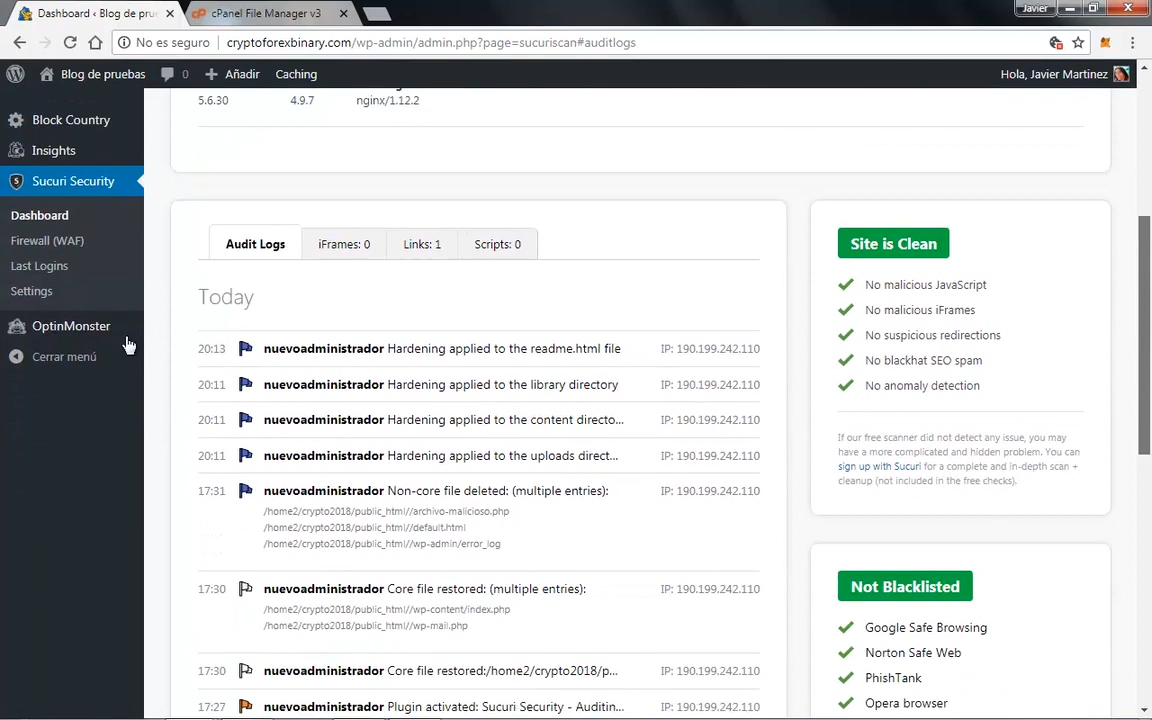 Dashboard ‹ Blog de pru
cPanel File Manager v3
Javier
No es seguro
cryptoforexbinary.com/wp-admin/admin.php?page=sucuriscan#auditlogs
Blog de pruebas
0
Añadir
Caching
Hola, Javier Martinez
Block Country
Insights
Sucuri Security
Dashboard
Firewall (WAF)
Last Logins
Settings
OptinMonster
Cerrar menú
5.6.30
4.9.7
nginx/1.12.2
Audit Logs
iFrames: 0
Links: 1
Scripts: 0
Today
20:13 nuevoadministrador Hardening applied to the readme.html file IP: 190.199.242.110
20:11 nuevoadministrador Hardening applied to the library directory IP: 190.199.242.110
20:11 nuevoadministrador Hardening applied to the content directo... IP: 190.199.242.110
20:11 nuevoadministrador Hardening applied to the uploads direct... IP: 190.199.242.110
17:31 nuevoadministrador Non-core file deleted: (multiple entries): IP: 190.199.242.110
/home2/crypto2018/public_html//archivo-malicioso.php
/home2/crypto2018/public_html//default.html
/home2/crypto2018/public_html//wp-admin/error_log
17:30 nuevoadministrador Core file restored: (multiple entries): IP: 190.199.242.110
/home2/crypto2018/public_html//wp-content/index.php
/home2/crypto2018/public_html//wp-mail.php
17:30 nuevoadministrador Core file restored:/home2/crypto2018/p... IP: 190.199.242.110
17:27 nuevoadministrador Plugin activated: Sucuri Security - Auditin... IP: 190.199.242.110
Site is Clean
No malicious JavaScript
No malicious iFrames
No suspicious redirections
No blackhat SEO spam
No anomaly detection
If our free scanner did not detect any issue, you may
have a more complicated and hidden problem. You can
sign up with Sucuri for a complete and in-depth scan +
cleanup (not included in the free checks).
Not Blacklisted
Google Safe Browsing
Norton Safe Web
PhishTank
Opera browser